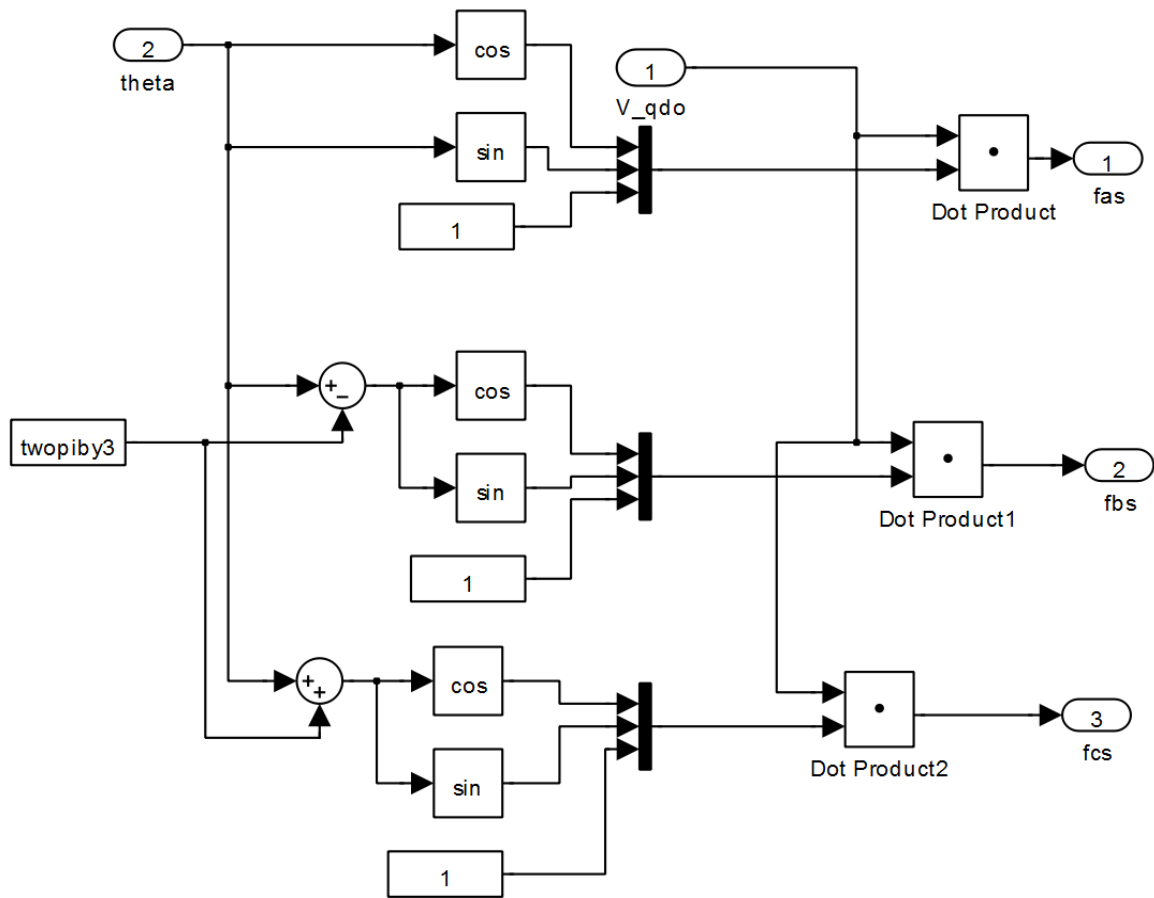 2
theta
cos
1
V_qdo
sin
1
Dot Product
1
fas
+
−
cos
twopiby3
sin
1
Dot Product1
2
fbs
+
+
cos
sin
1
Dot Product2
3
fcs